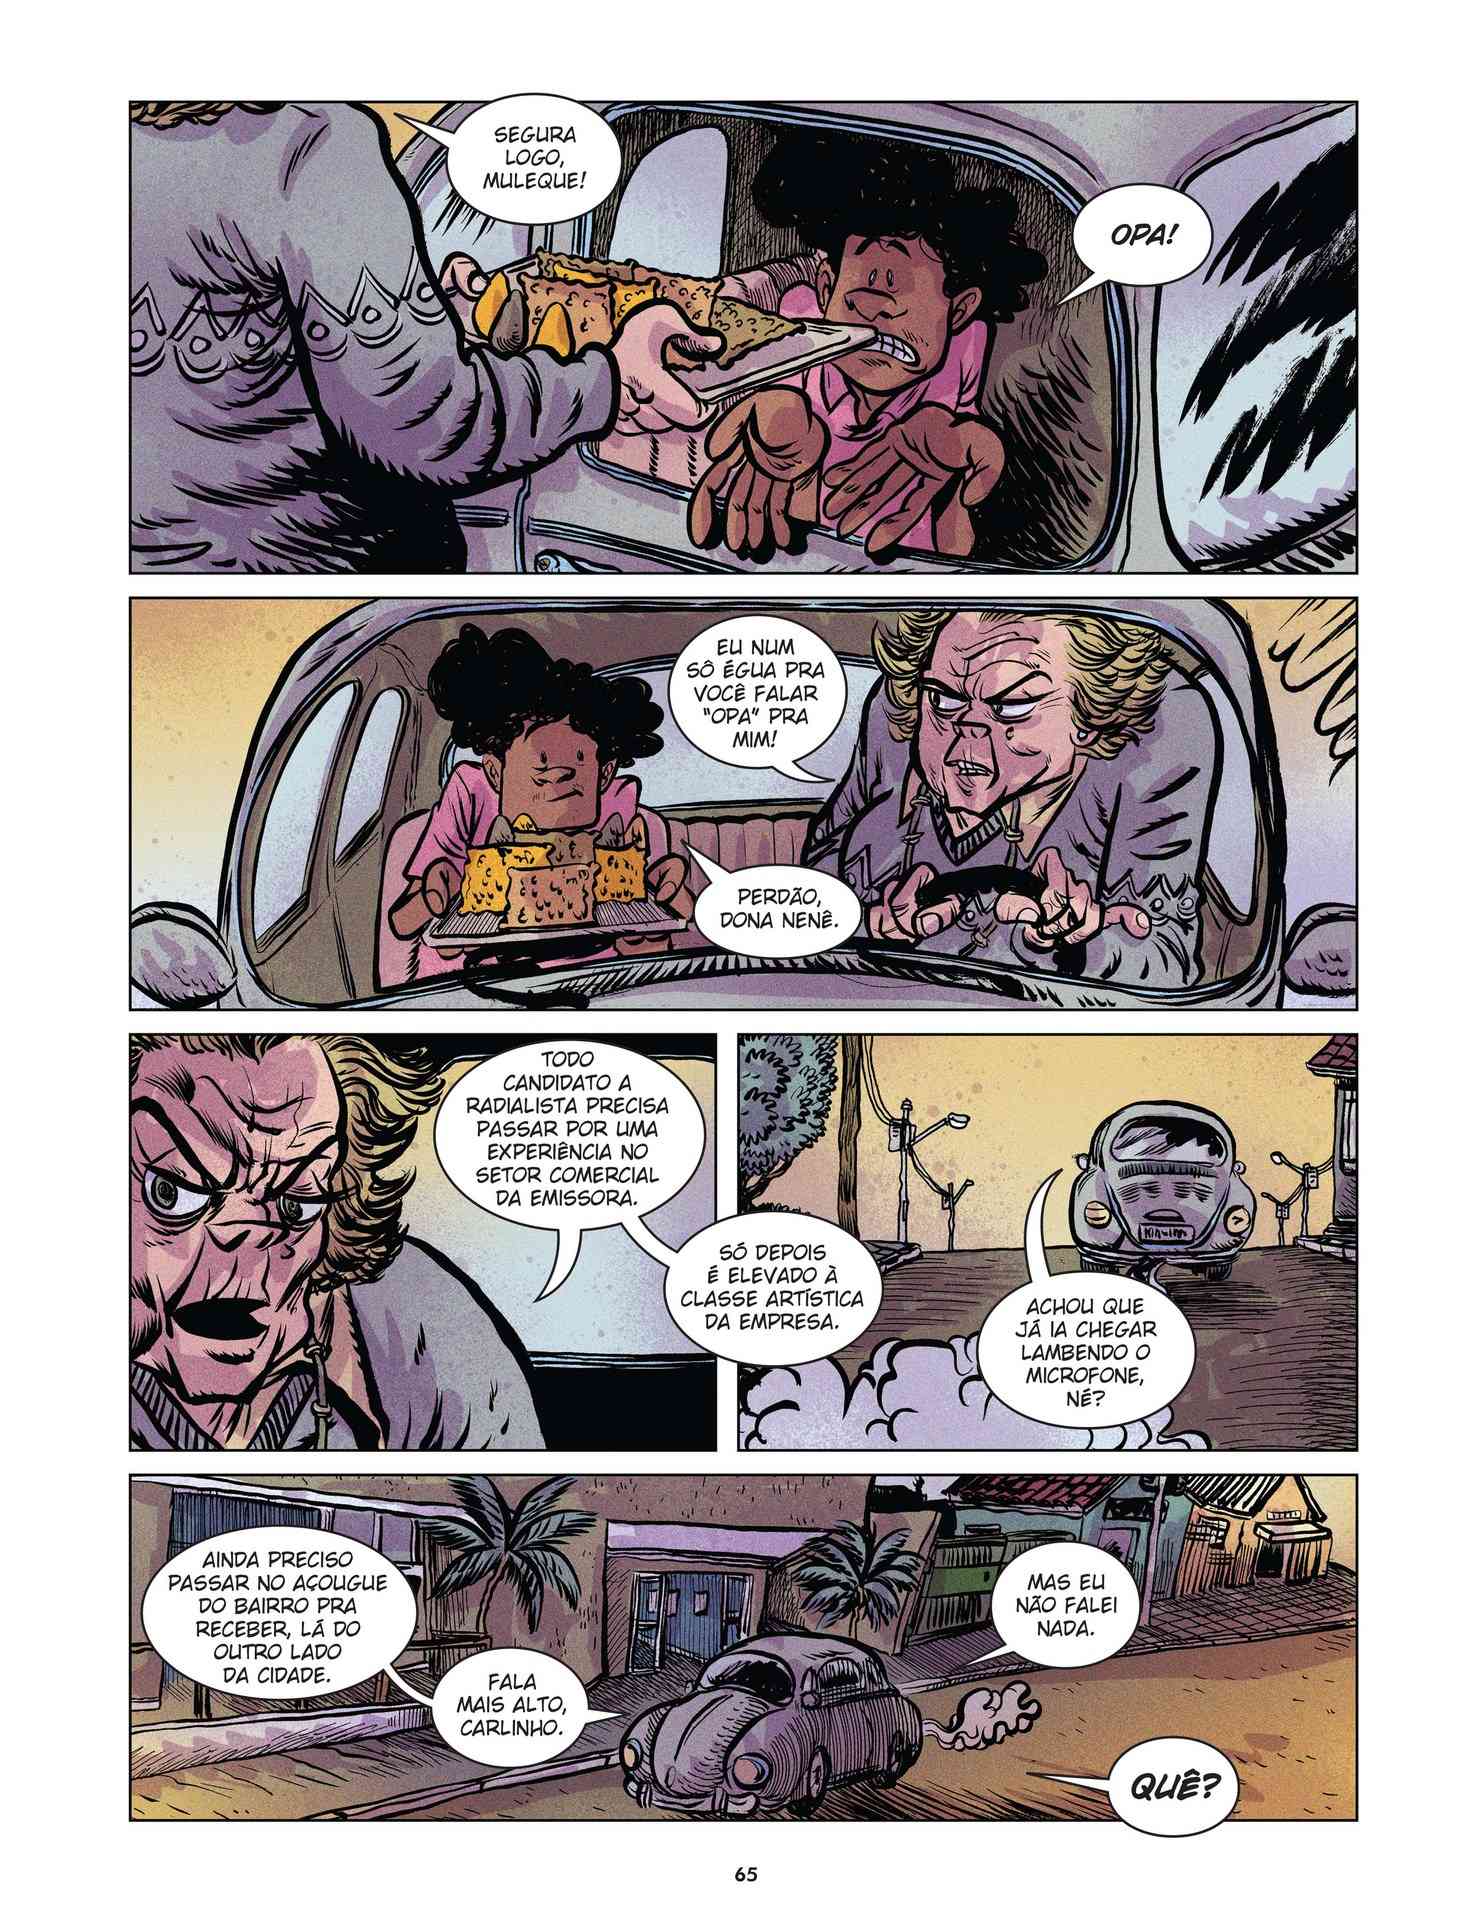 SEGURA
LOGO,
MULEQUE!
OPA!
EU NUM
SÔ ÉGUA PRA
VOCÊ FALAR
"OPA" PRA
MIM!
PERDÃO,
DONA NENÊ.
TODO
CANDIDATO A
RADIALISTA PRECISA
PASSAR POR UMA
EXPERIÊNCIA NO
SETOR COMERCIAL
DA EMISSORA.
SÓ DEPOIS
É ELEVADO À
CLASSE ARTÍSTICA
DA EMPRESA.
ACHOU QUE
JÁ IA CHEGAR
LAMBENDO O
MICROFONE,
NÉ?
AINDA PRECISO
PASSAR NO AÇOUGUE
DO BAIRRO PRA
RECEBER, LÁ DO
OUTRO LADO
DA CIDADE.
FALA
MAIS ALTO,
CARLINHO.
MAS EU
NÃO FALEI
NADA.
QUÊ?
65